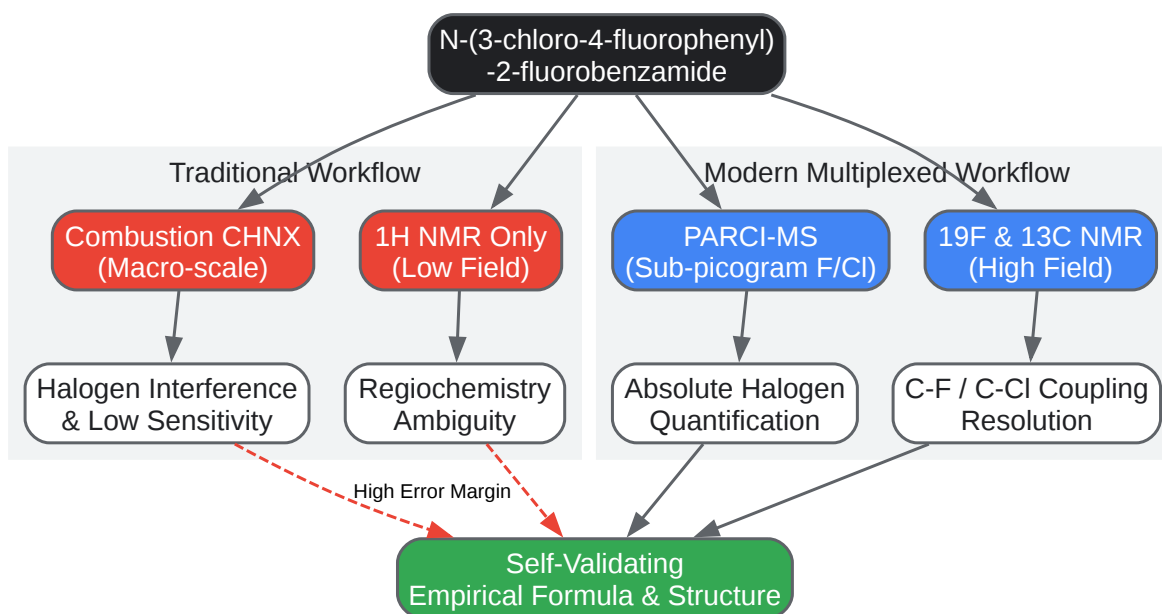 N-(3-chloro-4-fluorophenyl)
-2-fluorobenzamide
Traditional Workflow
Modern Multiplexed Workflow
Combustion CHNX
(Macro-scale)
1H NMR Only
(Low Field)
PARCI-MS
(Sub-picogram F/Cl)
19F & 13C NMR
(High Field)
Halogen Interference
& Low Sensitivity
Regiochemistry
Ambiguity
Absolute Halogen
Quantification
C-F / C-Cl Coupling
Resolution
High Error Margin
Self-Validating
Empirical Formula & Structure